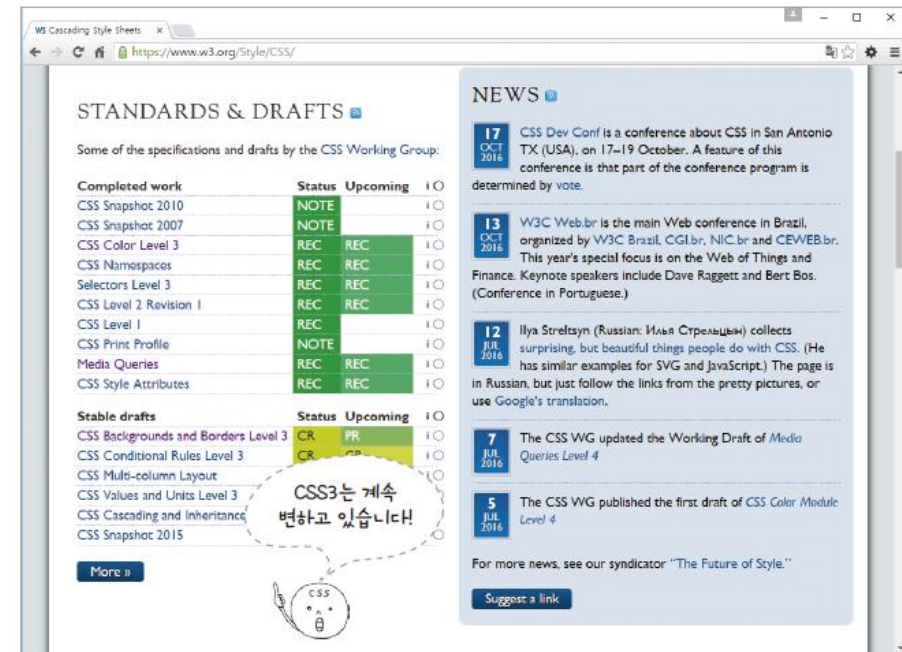 W3 Cascading Style Sheets
https://www.w3.org/Style/CSS/
STANDARDS & DRAFTS
Some of the specifications and drafts by the CSS Working Group:
Completed work Status Upcoming
CSS Snapshot 2010 NOTE
CSS Snapshot 2007 NOTE
CSS Color Level 3 REC REC
CSS Namespaces REC REC
Selectors Level 3 REC REC
CSS Level 2 Revision 1 REC REC
CSS Level 1 REC
CSS Print Profile NOTE
Media Queries REC REC
CSS Style Attributes REC REC
Stable drafts Status Upcoming
CSS Backgrounds and Borders Level 3 CR PR
CSS Conditional Rules Level 3 CR CR
CSS Multi-column Layout
CSS Values and Units Level 3
CSS Cascading and Inheritance
CSS Snapshot 2015
More »
CSS3는 계속
변하고 있습니다!
CSS
NEWS
17 OCT 2016
CSS Dev Conf is a conference about CSS in San Antonio
TX (USA), on 17–19 October. A feature of this
conference is that part of the conference program is
determined by vote.
13 OCT 2016
W3C Web.br is the main Web conference in Brazil,
organized by W3C Brazil, CGI.br, NIC.br and CEWEB.br.
This year's special focus is on the Web of Things and
Finance. Keynote speakers include Dave Raggett and Bert Bos.
(Conference in Portuguese.)
12 JUL 2016
Ilya Streltsyn (Russian: Илья Стрельцын) collects
surprising, but beautiful things people do with CSS. (He
has similar examples for SVG and JavaScript.) The page is
in Russian, but just follow the links from the pretty pictures, or
use Google's translation.
7 JUL 2016
The CSS WG updated the Working Draft of Media
Queries Level 4
5 JUL 2016
The CSS WG published the first draft of CSS Color Module
Level 4
For more news, see our syndicator "The Future of Style."
Suggest a link